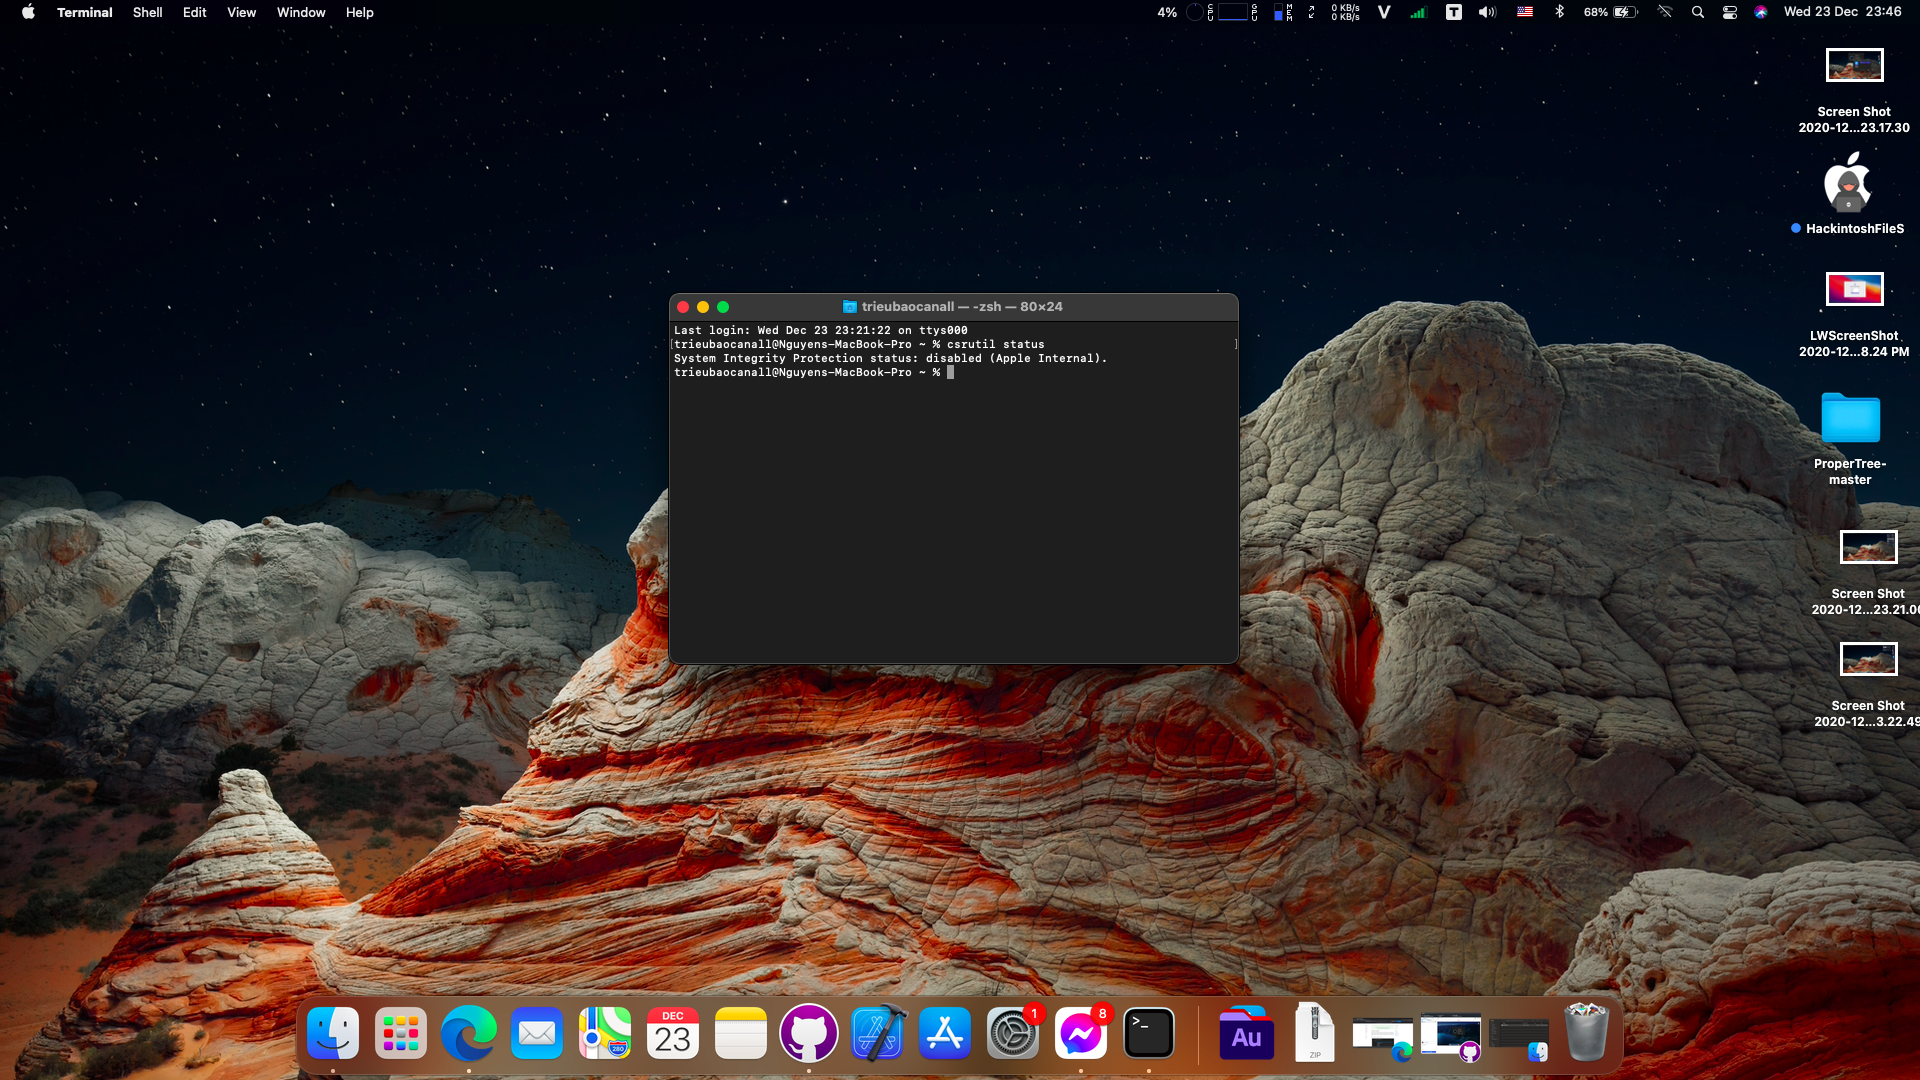 Terminal Shell Edit View Window Help
4% CPU GPU MEM 0 KB/s 0 KB/s V T 68% Wed 23 Dec 23:46
Screen Shot
2020-12...23.17.30
HackintoshFileS
LWScreenShot
2020-12...8.24 PM
ProperTree-
master
Screen Shot
2020-12...23.21.0
Screen Shot
2020-12...3.22.49
trieubaocanall — -zsh — 80×24
Last login: Wed Dec 23 23:21:22 on ttys000
[trieubaocanall@Nguyens-MacBook-Pro ~ % csrutil status ]
System Integrity Protection status: disabled (Apple Internal).
trieubaocanall@Nguyens-MacBook-Pro ~ %
DEC
23
280
1
8
>_
Au
ZIP